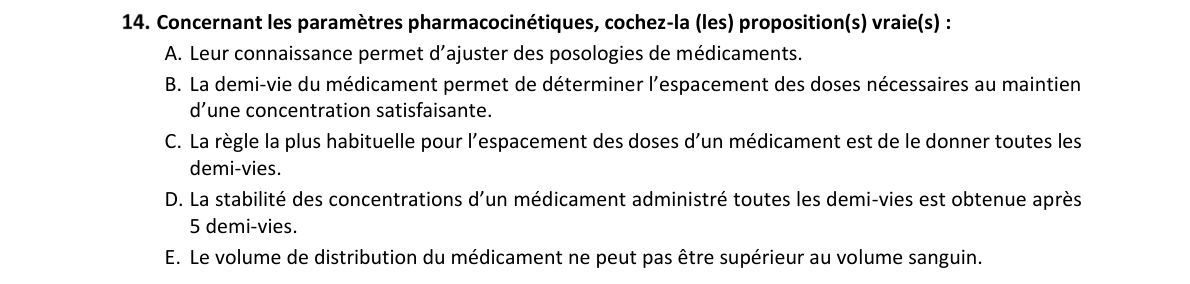 14. Concernant les paramètres pharmacocinétiques, cochez-la (les) proposition(s) vraie(s) :
A. Leur connaissance permet d’ajuster des posologies de médicaments.
B. La demi-vie du médicament permet de déterminer l’espacement des doses nécessaires au maintien
d’une concentration satisfaisante.
C. La règle la plus habituelle pour l’espacement des doses d’un médicament est de le donner toutes les
demi-vies.
D. La stabilité des concentrations d’un médicament administré toutes les demi-vies est obtenue après
5 demi-vies.
E. Le volume de distribution du médicament ne peut pas être supérieur au volume sanguin.